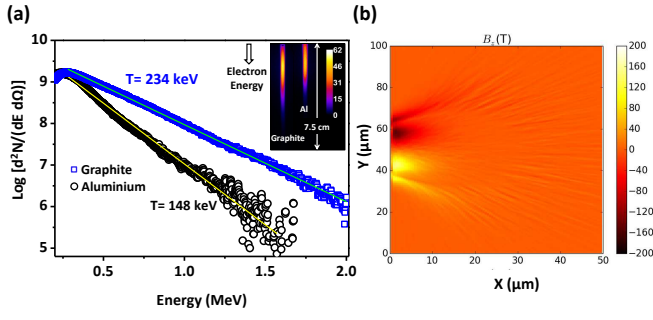 (a)
Log [d²N/(dE dΩ)]
10
9
8
7
6
5
T= 234 keV
T= 148 keV
Graphite
Aluminium
Electron
Energy
62
46
31
15
0
Al
7.5 cm
Graphite
0.5
1.0
1.5
2.0
Energy (MeV)
(b)
B_z(T)
Y (μm)
100
80
60
40
20
0
0
10
20
30
40
50
X (μm)
200
160
120
80
40
0
−40
−80
−120
−160
−200